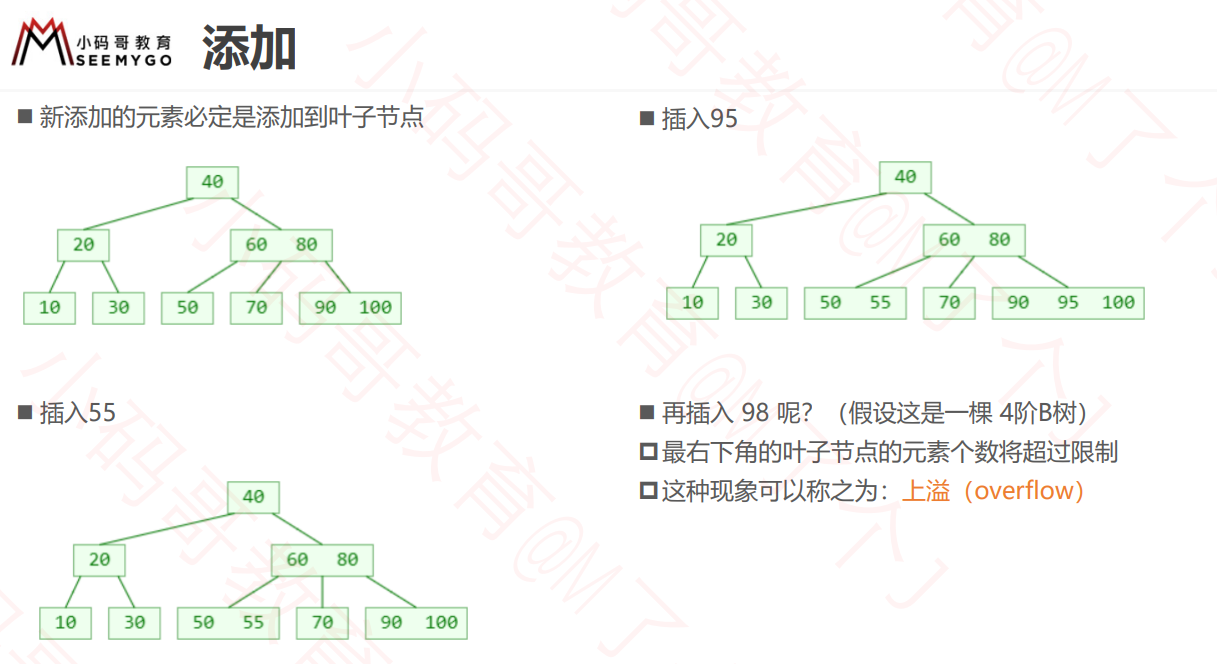 小码哥教育
SEEMYGO
添加
■ 新添加的元素必定是添加到叶子节点
40
20 60 80
10 30 50 70 90 100
■ 插入55
40
20 60 80
10 30 50 55 70 90 100
■ 插入95
40
20 60 80
10 30 50 55 70 90 95 100
■ 再插入 98 呢？（假设这是一棵 4阶B树）
最右下角的叶子节点的元素个数将超过限制
这种现象可以称之为：上溢（overflow）